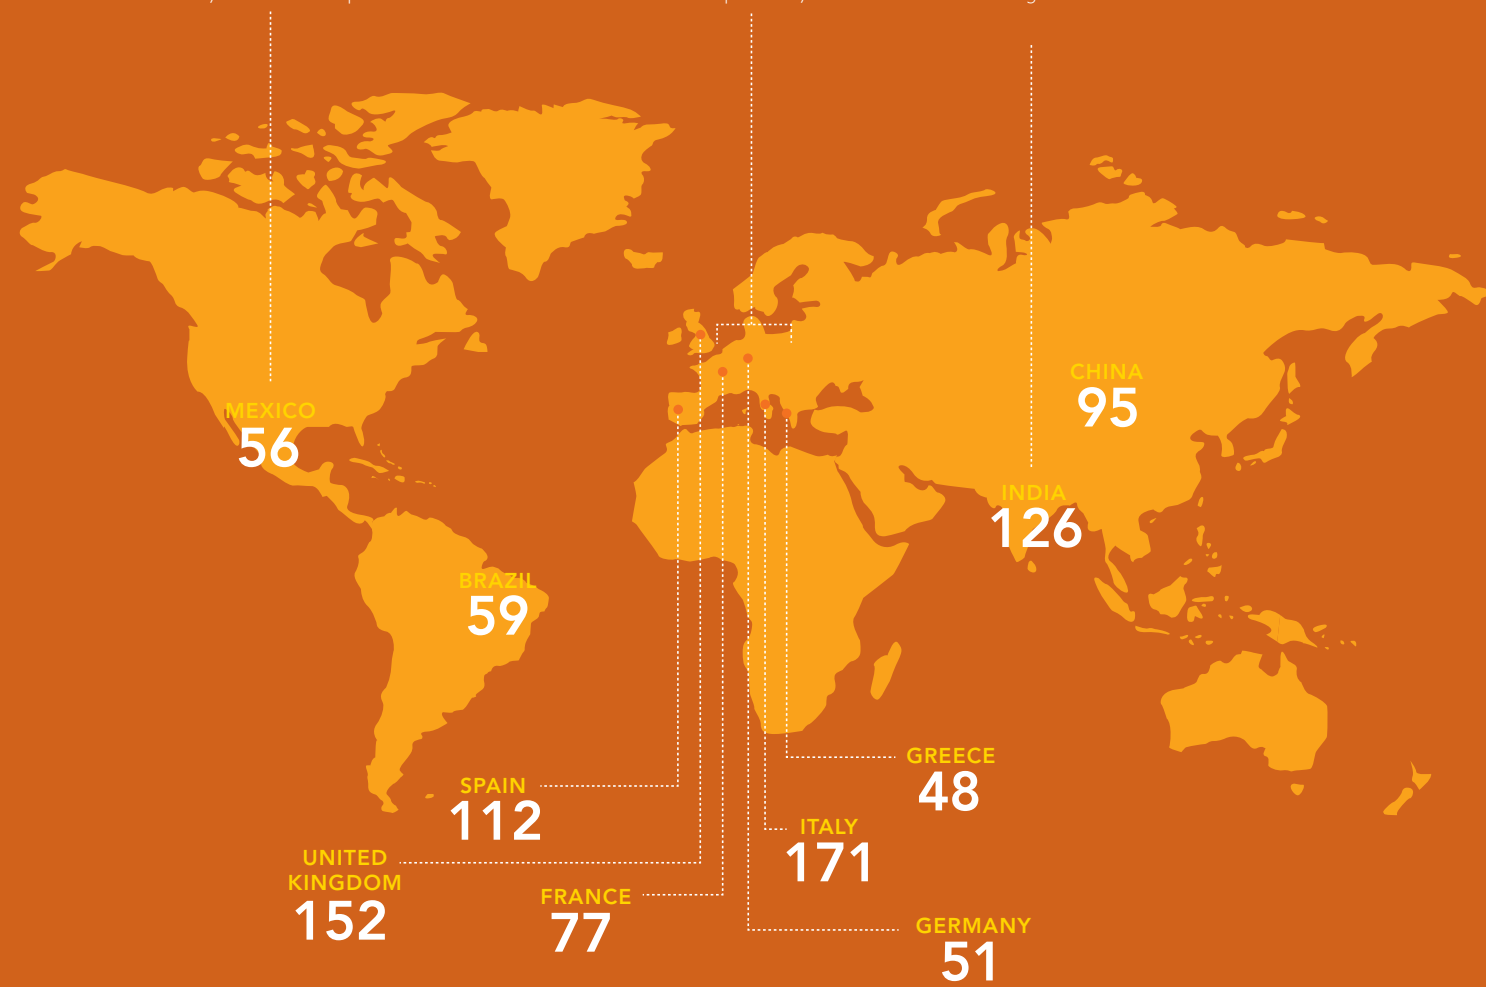 CHINA
95
MEXICO
56
INDIA
126
BRAZIL
59
GREECE
48
SPAIN
112
ITALY
171
UNITED
KINGDOM
152
FRANCE
77
GERMANY
51